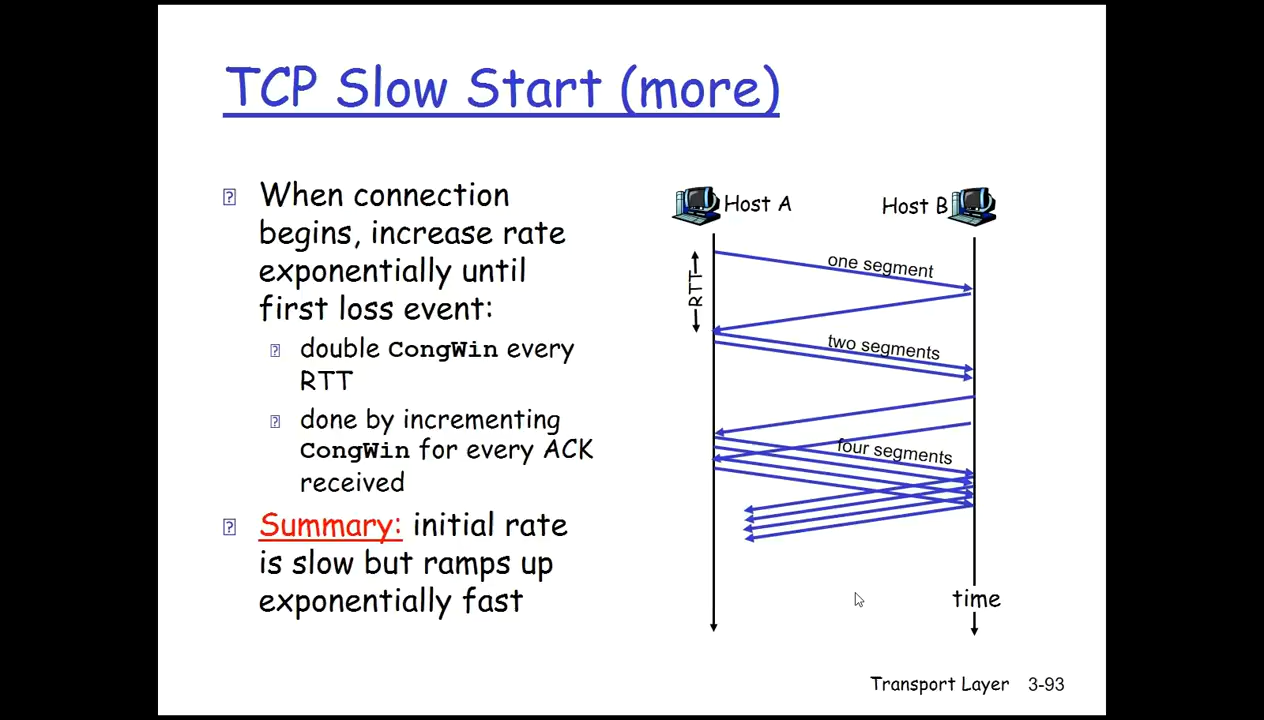 TCP Slow Start (more)
When connection
begins, increase rate
exponentially until
first loss event:
double CongWin every
RTT
done by incrementing
CongWin for every ACK
received
Summary: initial rate
is slow but ramps up
exponentially fast
Host A
Host B
RTT
one segment
two segments
four segments
time
Transport Layer 3-93